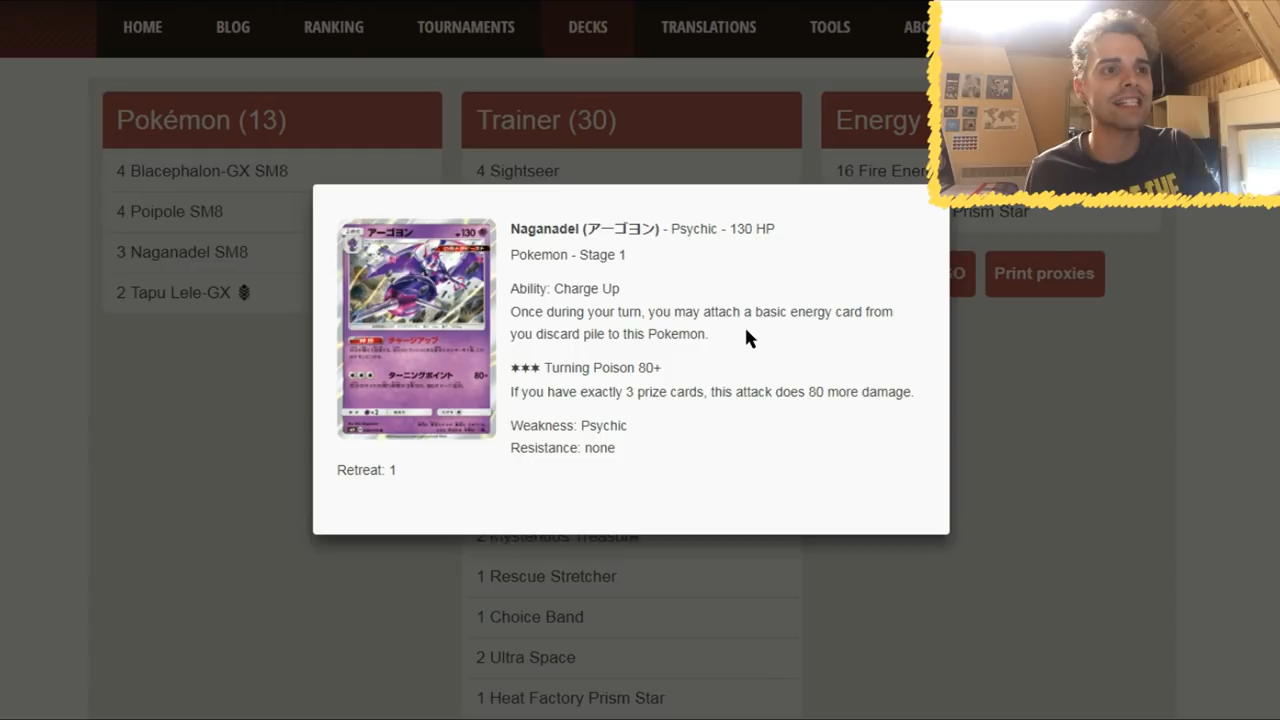 HOME BLOG RANKING TOURNAMENTS DECKS TRANSLATIONS TOOLS
Pokémon (13)
4 Blacephalon-GX SM8
4 Poipole SM8
3 Naganadel SM8
2 Tapu Lele-GX
Trainer (30)
4 Sightseer
Energy
16 Fire
Prism Star
Print proxies
アーゴヨン 130
チャージアップ
ターニングポイント 80+
Naganadel (アーゴヨン) - Psychic - 130 HP
Pokemon - Stage 1
Ability: Charge Up
Once during your turn, you may attach a basic energy card from
you discard pile to this Pokemon.
✶✶✶ Turning Poison 80+
If you have exactly 3 prize cards, this attack does 80 more damage.
Weakness: Psychic
Resistance: none
Retreat: 1
2 Mysterious Treasure
1 Rescue Stretcher
1 Choice Band
2 Ultra Space
1 Heat Factory Prism Star